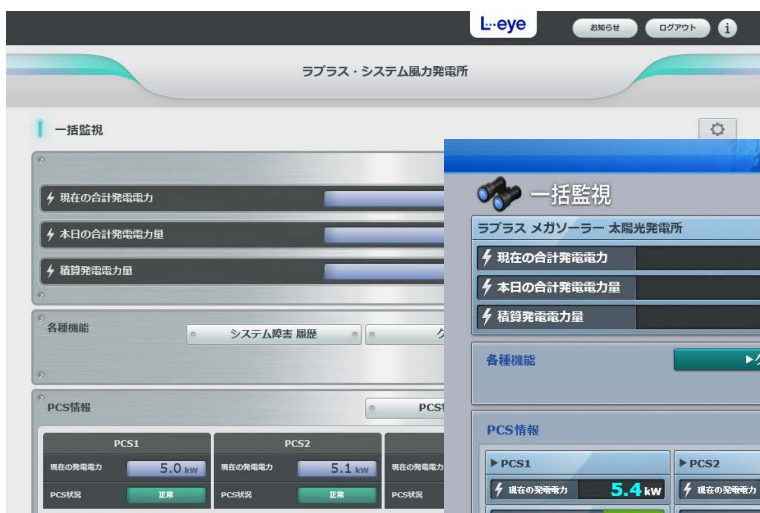 L·eye
お知らせ ログアウト i
ラプラス・システム風力発電所
一括監視
現在の合計発電電力
本日の合計発電電力量
積算発電電力量
各種機能
システム障害 履歴
PCS情報
PCS1 PCS2
現在の発電電力 5.0 kW 現在の発電電力 5.1 kW 現在の発電電力
PCS状況 正常 PCS状況 正常 PCS状況
一括監視
ラプラス メガソーラー 太陽光発電所
現在の合計発電電力
本日の合計発電電力量
積算発電電力量
各種機能
PCS情報
PCS1 PCS2
現在の発電電力 5.4 kW 現在の発電電力